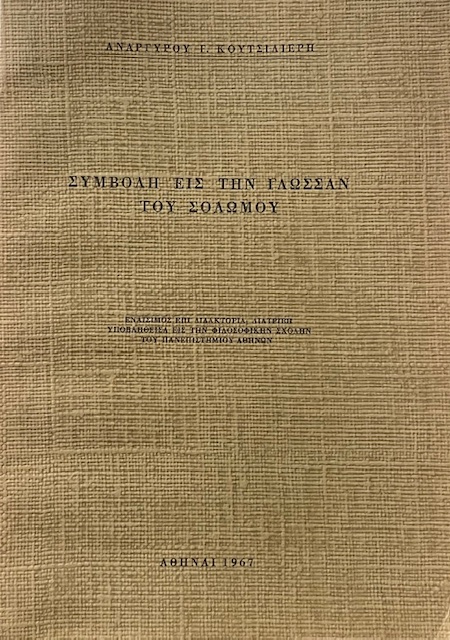 ΑΝΑΡΓΥΡΟΥ Γ. ΚΟΥΤΣΙΛΙΕΡΗ
ΣΥΜΒΟΛΗ ΕΙΣ ΤΗΝ ΓΛΩΣΣΑΝ
ΤΟΥ ΣΟΛΩΜΟΥ
ΕΝΑΙΣΙΜΟΣ ΕΠΙ ΔΙΔΑΚΤΟΡΙΑ, ΔΙΑΤΡΙΒΗ
ΥΠΟΒΛΗΘΕΙΣΑ ΕΙΣ ΤΗΝ ΦΙΛΟΣΟΦΙΚΗΝ ΣΧΟΛΗΝ
ΤΟΥ ΠΑΝΕΠΙΣΤΗΜΙΟΥ ΑΘΗΝΩΝ
ΑΘΗΝΑΙ 1967